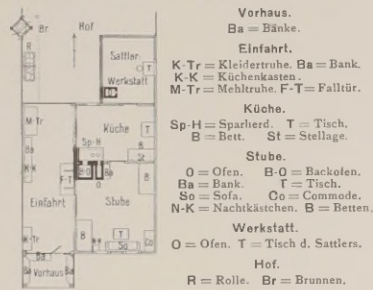 Br
Hof
R
Sattler-
Werkstatt
T
M-Tr
Küche
T
B
Sp-H
St
Ba
B-O
O
K-K
F-T
B
Einfahrt
Stube
K-Tr
B
T
So
Co
Ba
Ba
Vorhaus
Ba
Vorhaus.
Ba = Bänke.
Einfahrt.
K-Tr = Kleidertruhe. Ba = Bank.
K-K = Küchenkasten.
M-Tr = Mehltruhe. F-T = Falltür.
Küche.
Sp-H = Sparherd. T = Tisch.
B = Bett. St = Stellage.
Stube.
O = Ofen. B-O = Backofen.
Ba = Bank. T = Tisch.
So = Sofa. Co = Commode.
N-K = Nachtkästchen. B = Betten.
Werkstatt.
O = Ofen. T = Tisch d. Sattlers.
Hof.
R = Rolle. Br = Brunnen.